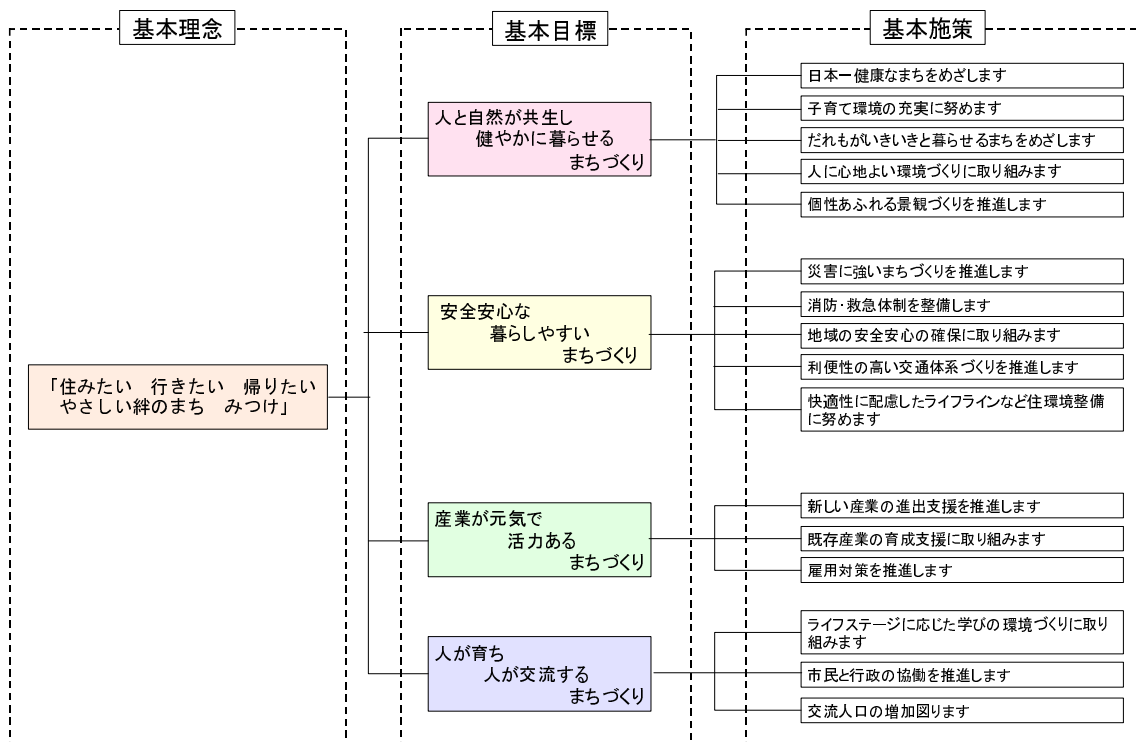 基本理念
基本目標
基本施策
「住みたい　行きたい　帰りたい
やさしい絆のまち　みつけ」
人と自然が共生し
健やかに暮らせる
まちづくり
日本一健康なまちをめざします
子育て環境の充実に努めます
だれもがいきいきと暮らせるまちをめざします
人に心地よい環境づくりに取り組みます
個性あふれる景観づくりを推進します
安全安心な
暮らしやすい
まちづくり
災害に強いまちづくりを推進します
消防・救急体制を整備します
地域の安全安心の確保に取り組みます
利便性の高い交通体系づくりを推進します
快適性に配慮したライフラインなど住環境整備
に努めます
産業が元気で
活力ある
まちづくり
新しい産業の進出支援を推進します
既存産業の育成支援に取り組みます
雇用対策を推進します
人が育ち
人が交流する
まちづくり
ライフステージに応じた学びの環境づくりに取り
組みます
市民と行政の協働を推進します
交流人口の増加図ります